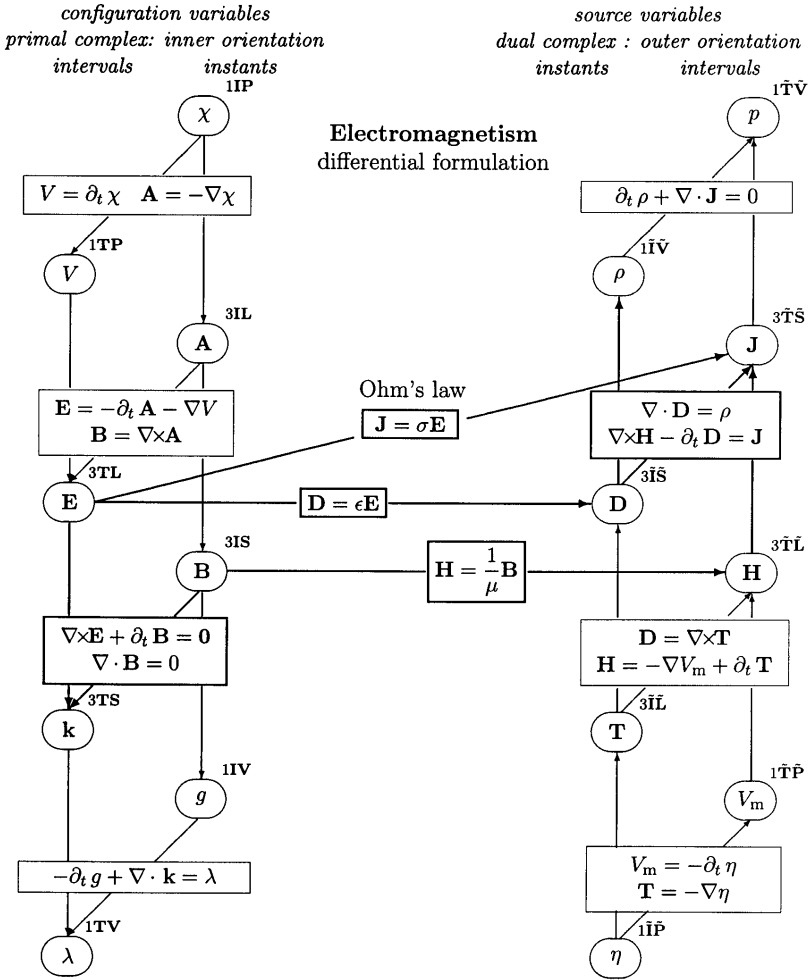 configuration variables
primal complex: inner orientation
intervals instants
source variables
dual complex : outer orientation
instants intervals
Electromagnetism
differential formulation
1IP
χ
V = ∂t χ A = −∇χ
1TP
V
3IL
A
E = −∂t A − ∇V
B = ∇×A
3TL
E
3IS
B
∇×E + ∂t B = 0
∇ · B = 0
3TS
k
1IV
g
−∂t g + ∇ · k = λ
1TV
λ
Ohm's law
J = σE
D = ϵE
H = 1/μ B
1T̃Ṽ
p
∂t ρ + ∇ · J = 0
1ĨṼ
ρ
3T̃S̃
J
∇ · D = ρ
∇×H − ∂t D = J
3ĨS̃
D
3T̃L̃
H
D = ∇×T
H = −∇Vm + ∂t T
3ĨL̃
T
1T̃P̃
Vm
Vm = −∂t η
T = −∇η
1ĨP̃
η